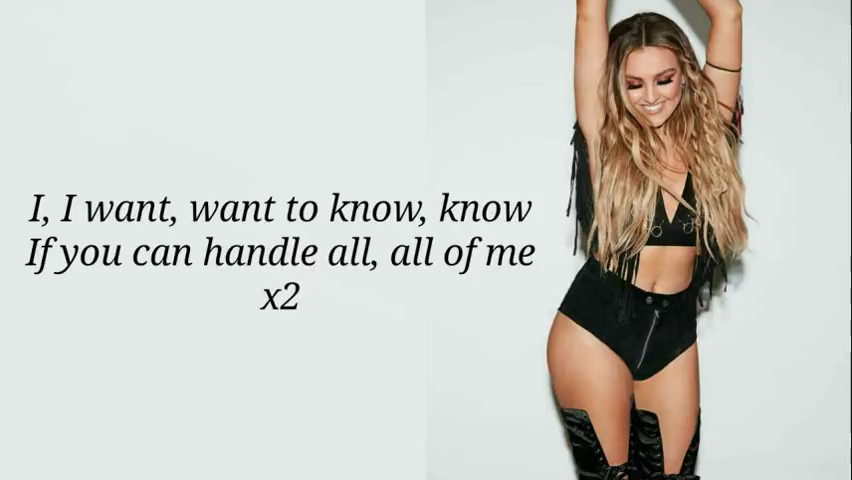 I, I want, want to know, know
If you can handle all, all of me
x2